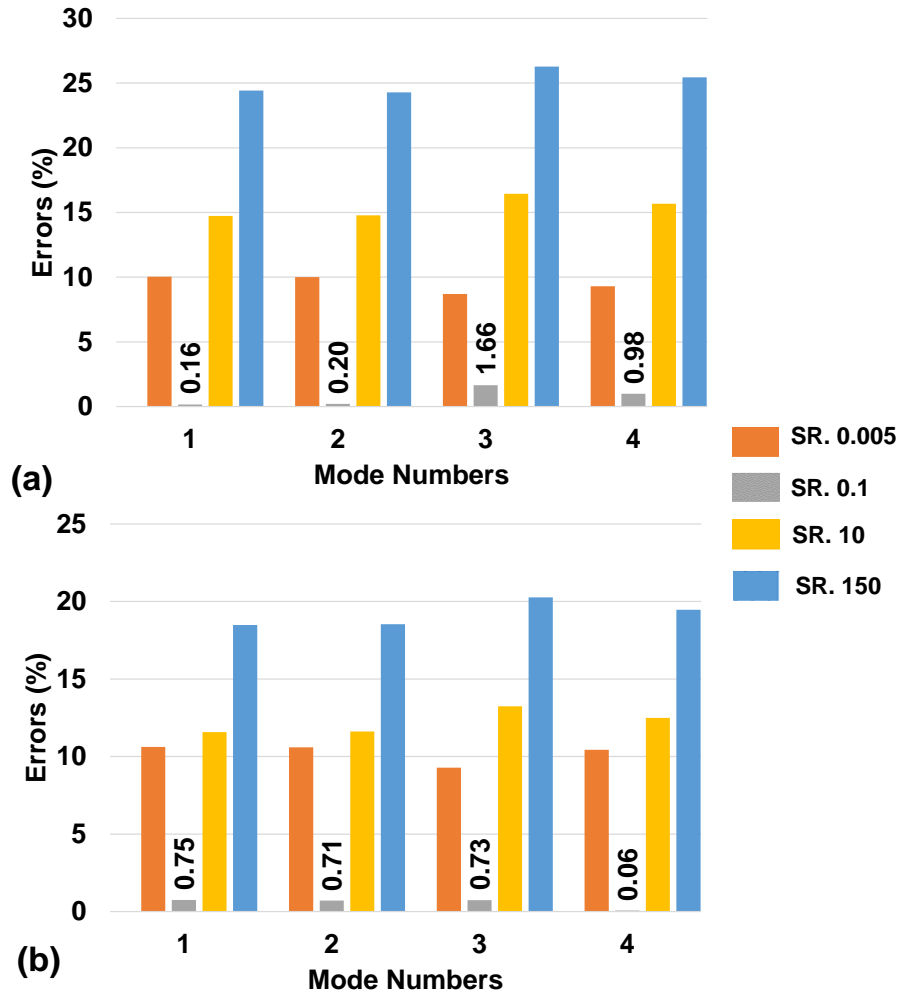 30
25
20
15
10
5
0
Errors (%)
0.16
0.20
1.66
0.98
1 2 3 4
Mode Numbers
(a)
SR. 0.005
SR. 0.1
SR. 10
SR. 150
25
20
15
10
5
0
Errors (%)
0.75
0.71
0.73
0.06
1 2 3 4
Mode Numbers
(b)